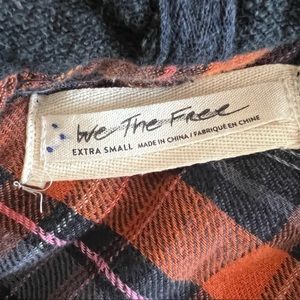 We The Free
EXTRA SMALL MADE IN CHINA / FABRIQUÉ EN CHINE